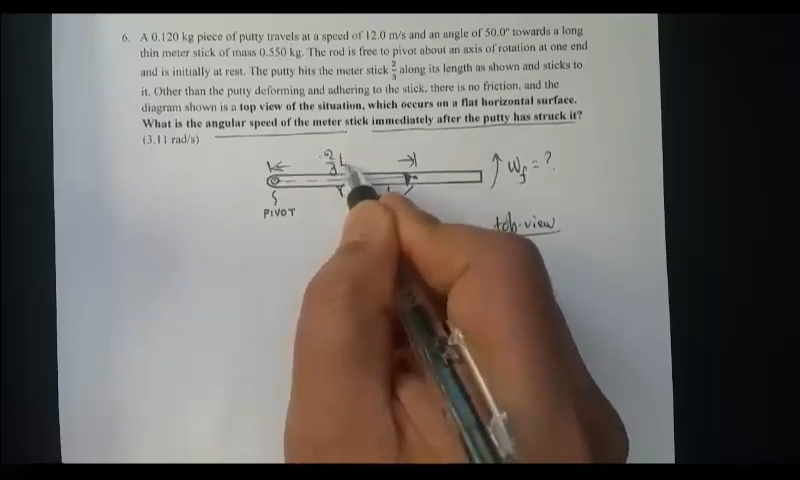 6. A 0.120 kg piece of putty travels at a speed of 12.0 m/s and an angle of 50.0° towards a long
thin meter stick of mass 0.550 kg. The rod is free to pivot about an axis of rotation at one end
and is initially at rest. The putty hits the meter stick 2/3 along its length as shown and sticks to
it. Other than the putty deforming and adhering to the stick, there is no friction, and the
diagram shown is a top view of the situation, which occurs on a flat horizontal surface.
What is the angular speed of the meter stick immediately after the putty has struck it?
(3.11 rad/s)
2/3 L
ωf = ?
r
PIVOT
top-view